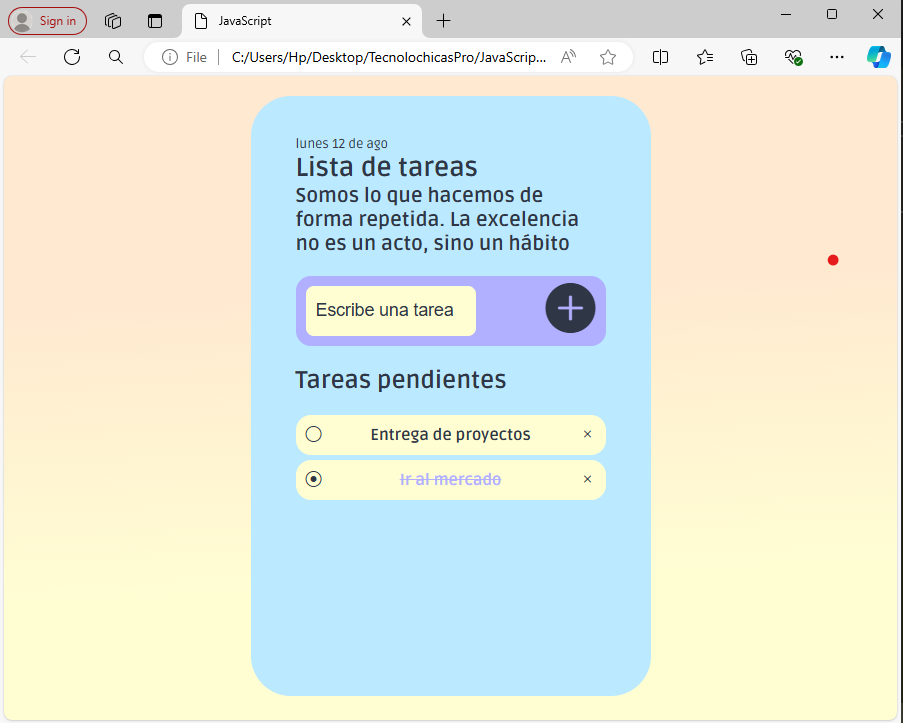 Sign in
JavaScript
File
C:/Users/Hp/Desktop/TecnolochicasPro/JavaScrip...
lunes 12 de ago
Lista de tareas
Somos lo que hacemos de
forma repetida. La excelencia
no es un acto, sino un hábito
Escribe una tarea
Tareas pendientes
Entrega de proyectos
Ir al mercado